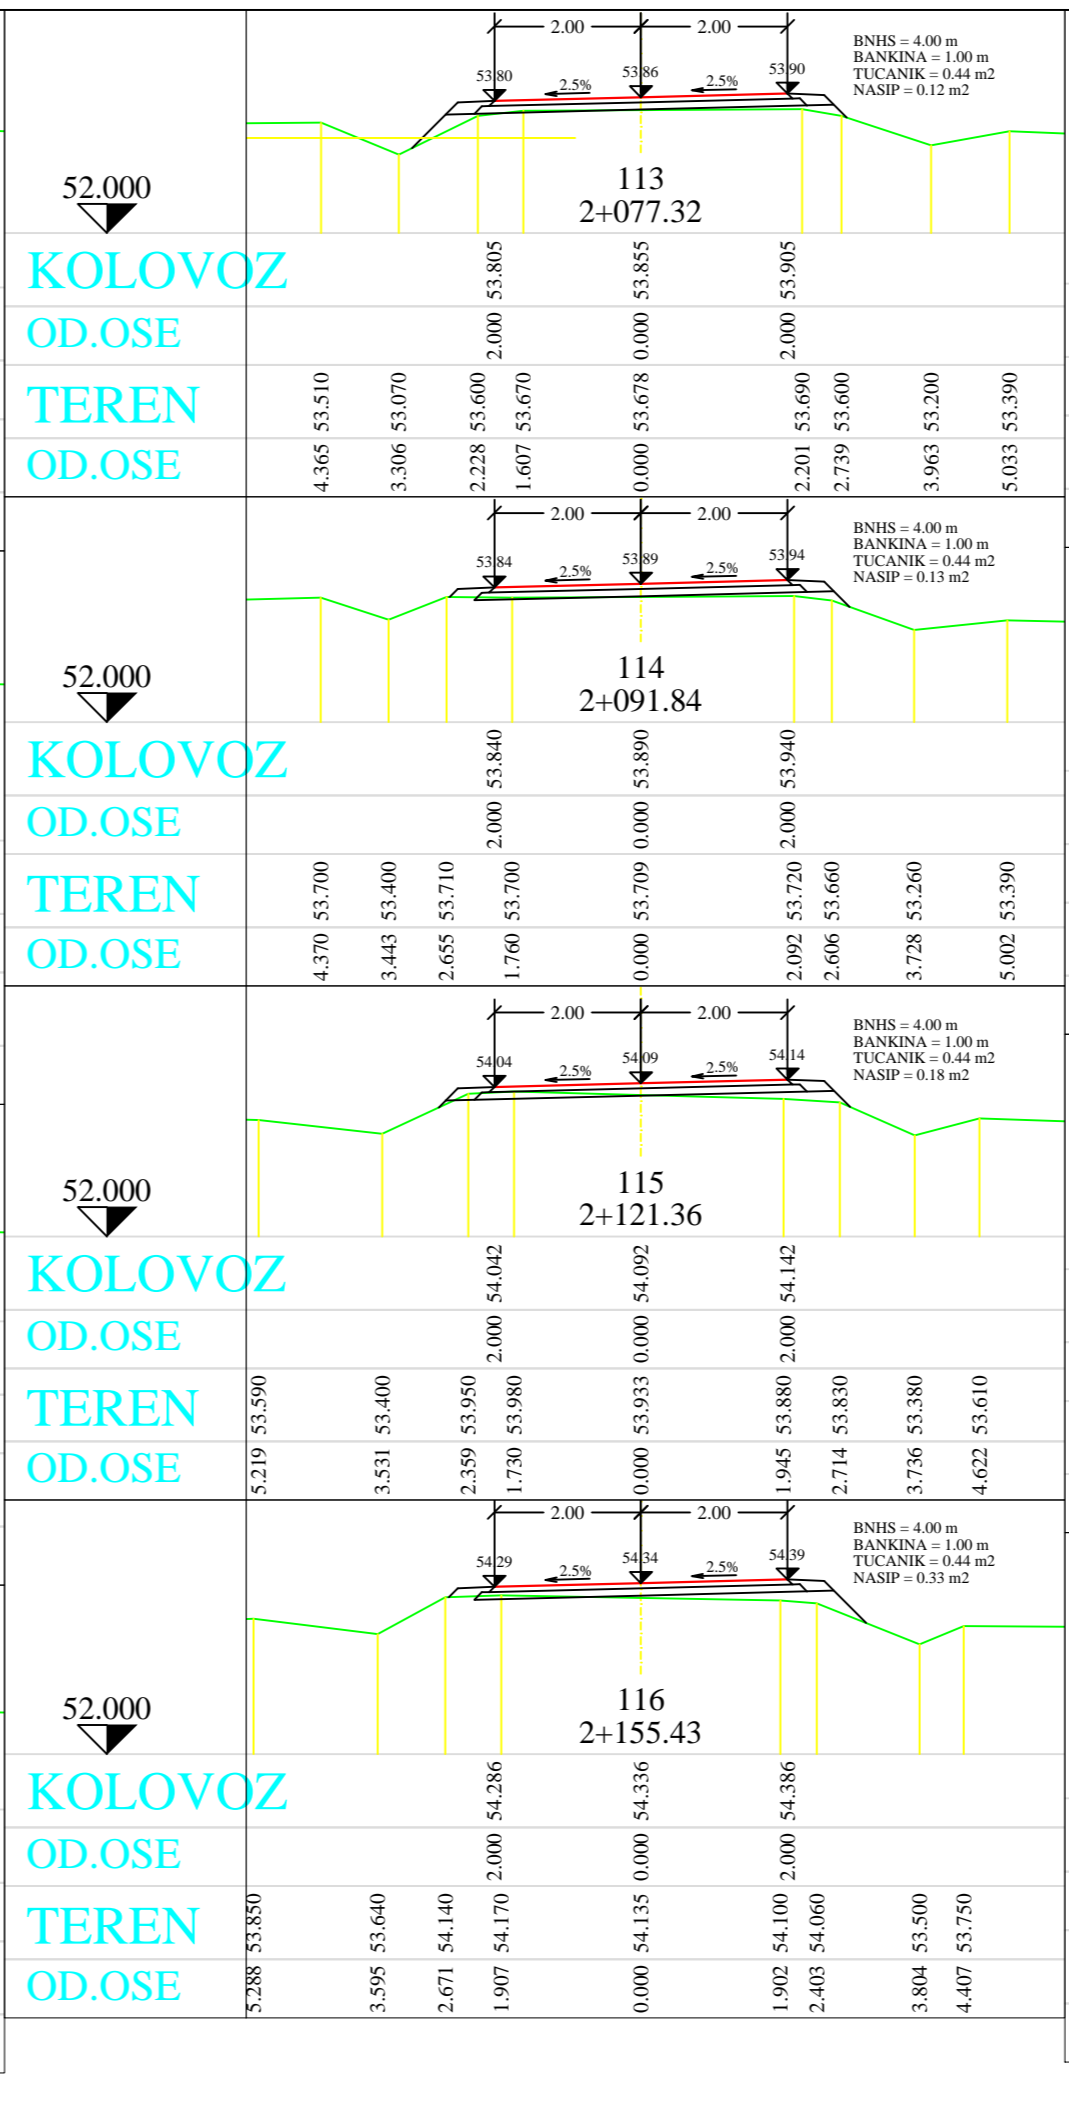 2.00 2.00
BNHS = 4.00 m
BANKINA = 1.00 m
TUCANIK = 0.44 m2
NASIP = 0.12 m2
53.80 53.86 53.90
2.5% 2.5%
113
2+077.32
52.000
KOLOVOZ 53.805 53.855 53.905
OD.OSE 2.000 0.000 2.000
TEREN 53.510 53.070 53.600 53.670 53.678 53.690 53.600 53.200 53.390
OD.OSE 4.365 3.306 2.228 1.607 0.000 2.201 2.739 3.963 5.033
2.00 2.00
BNHS = 4.00 m
BANKINA = 1.00 m
TUCANIK = 0.44 m2
NASIP = 0.13 m2
53.84 53.89 53.94
2.5% 2.5%
114
2+091.84
52.000
KOLOVOZ 53.840 53.890 53.940
OD.OSE 2.000 0.000 2.000
TEREN 53.700 53.400 53.710 53.700 53.709 53.720 53.660 53.260 53.390
OD.OSE 4.370 3.443 2.655 1.760 0.000 2.092 2.606 3.728 5.002
2.00 2.00
BNHS = 4.00 m
BANKINA = 1.00 m
TUCANIK = 0.44 m2
NASIP = 0.18 m2
54.04 54.09 54.14
2.5% 2.5%
115
2+121.36
52.000
KOLOVOZ 54.042 54.092 54.142
OD.OSE 2.000 0.000 2.000
TEREN 53.590 53.400 53.950 53.980 53.933 53.880 53.830 53.380 53.610
OD.OSE 5.219 3.531 2.359 1.730 0.000 1.945 2.714 3.736 4.622
2.00 2.00
BNHS = 4.00 m
BANKINA = 1.00 m
TUCANIK = 0.44 m2
NASIP = 0.33 m2
54.29 54.34 54.39
2.5% 2.5%
116
2+155.43
52.000
KOLOVOZ 54.286 54.336 54.386
OD.OSE 2.000 0.000 2.000
TEREN 53.850 53.640 54.140 54.170 54.135 54.100 54.060 53.500 53.750
OD.OSE 5.288 3.595 2.671 1.907 0.000 1.902 2.403 3.804 4.407